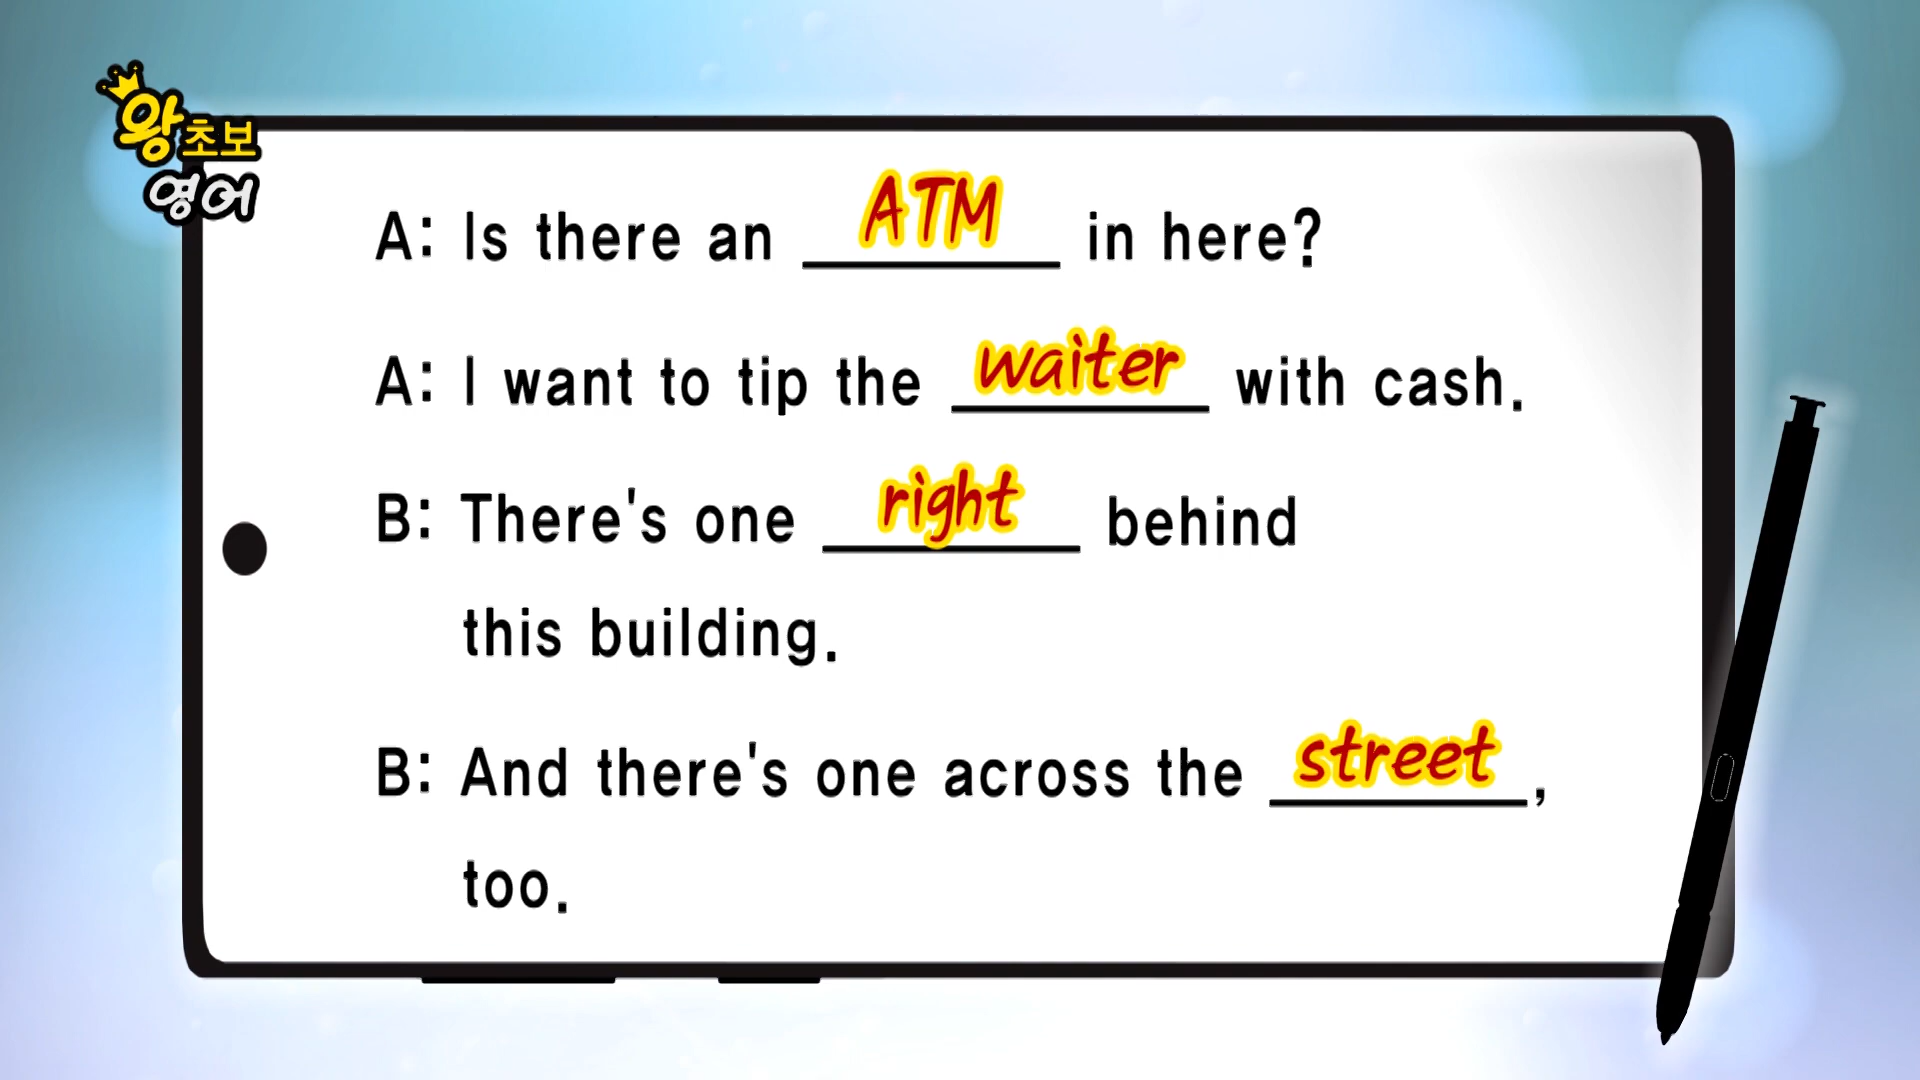 왕초보
영어
A: Is there an ATM in here?
A: I want to tip the waiter with cash.
B: There's one right behind
this building.
B: And there's one across the street,
too.